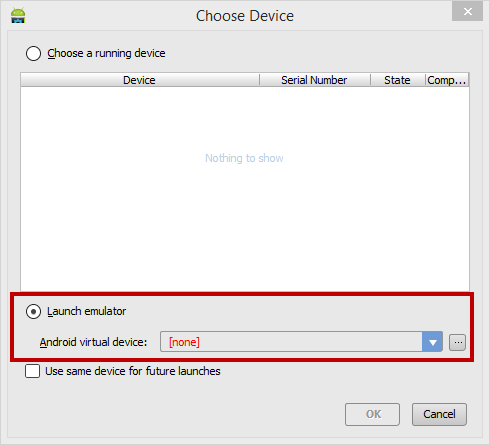 Choose Device
Choose a running device
Device Serial Number State Comp...
Nothing to show
Launch emulator
Android virtual device: [none] ...
Use same device for future launches
OK Cancel